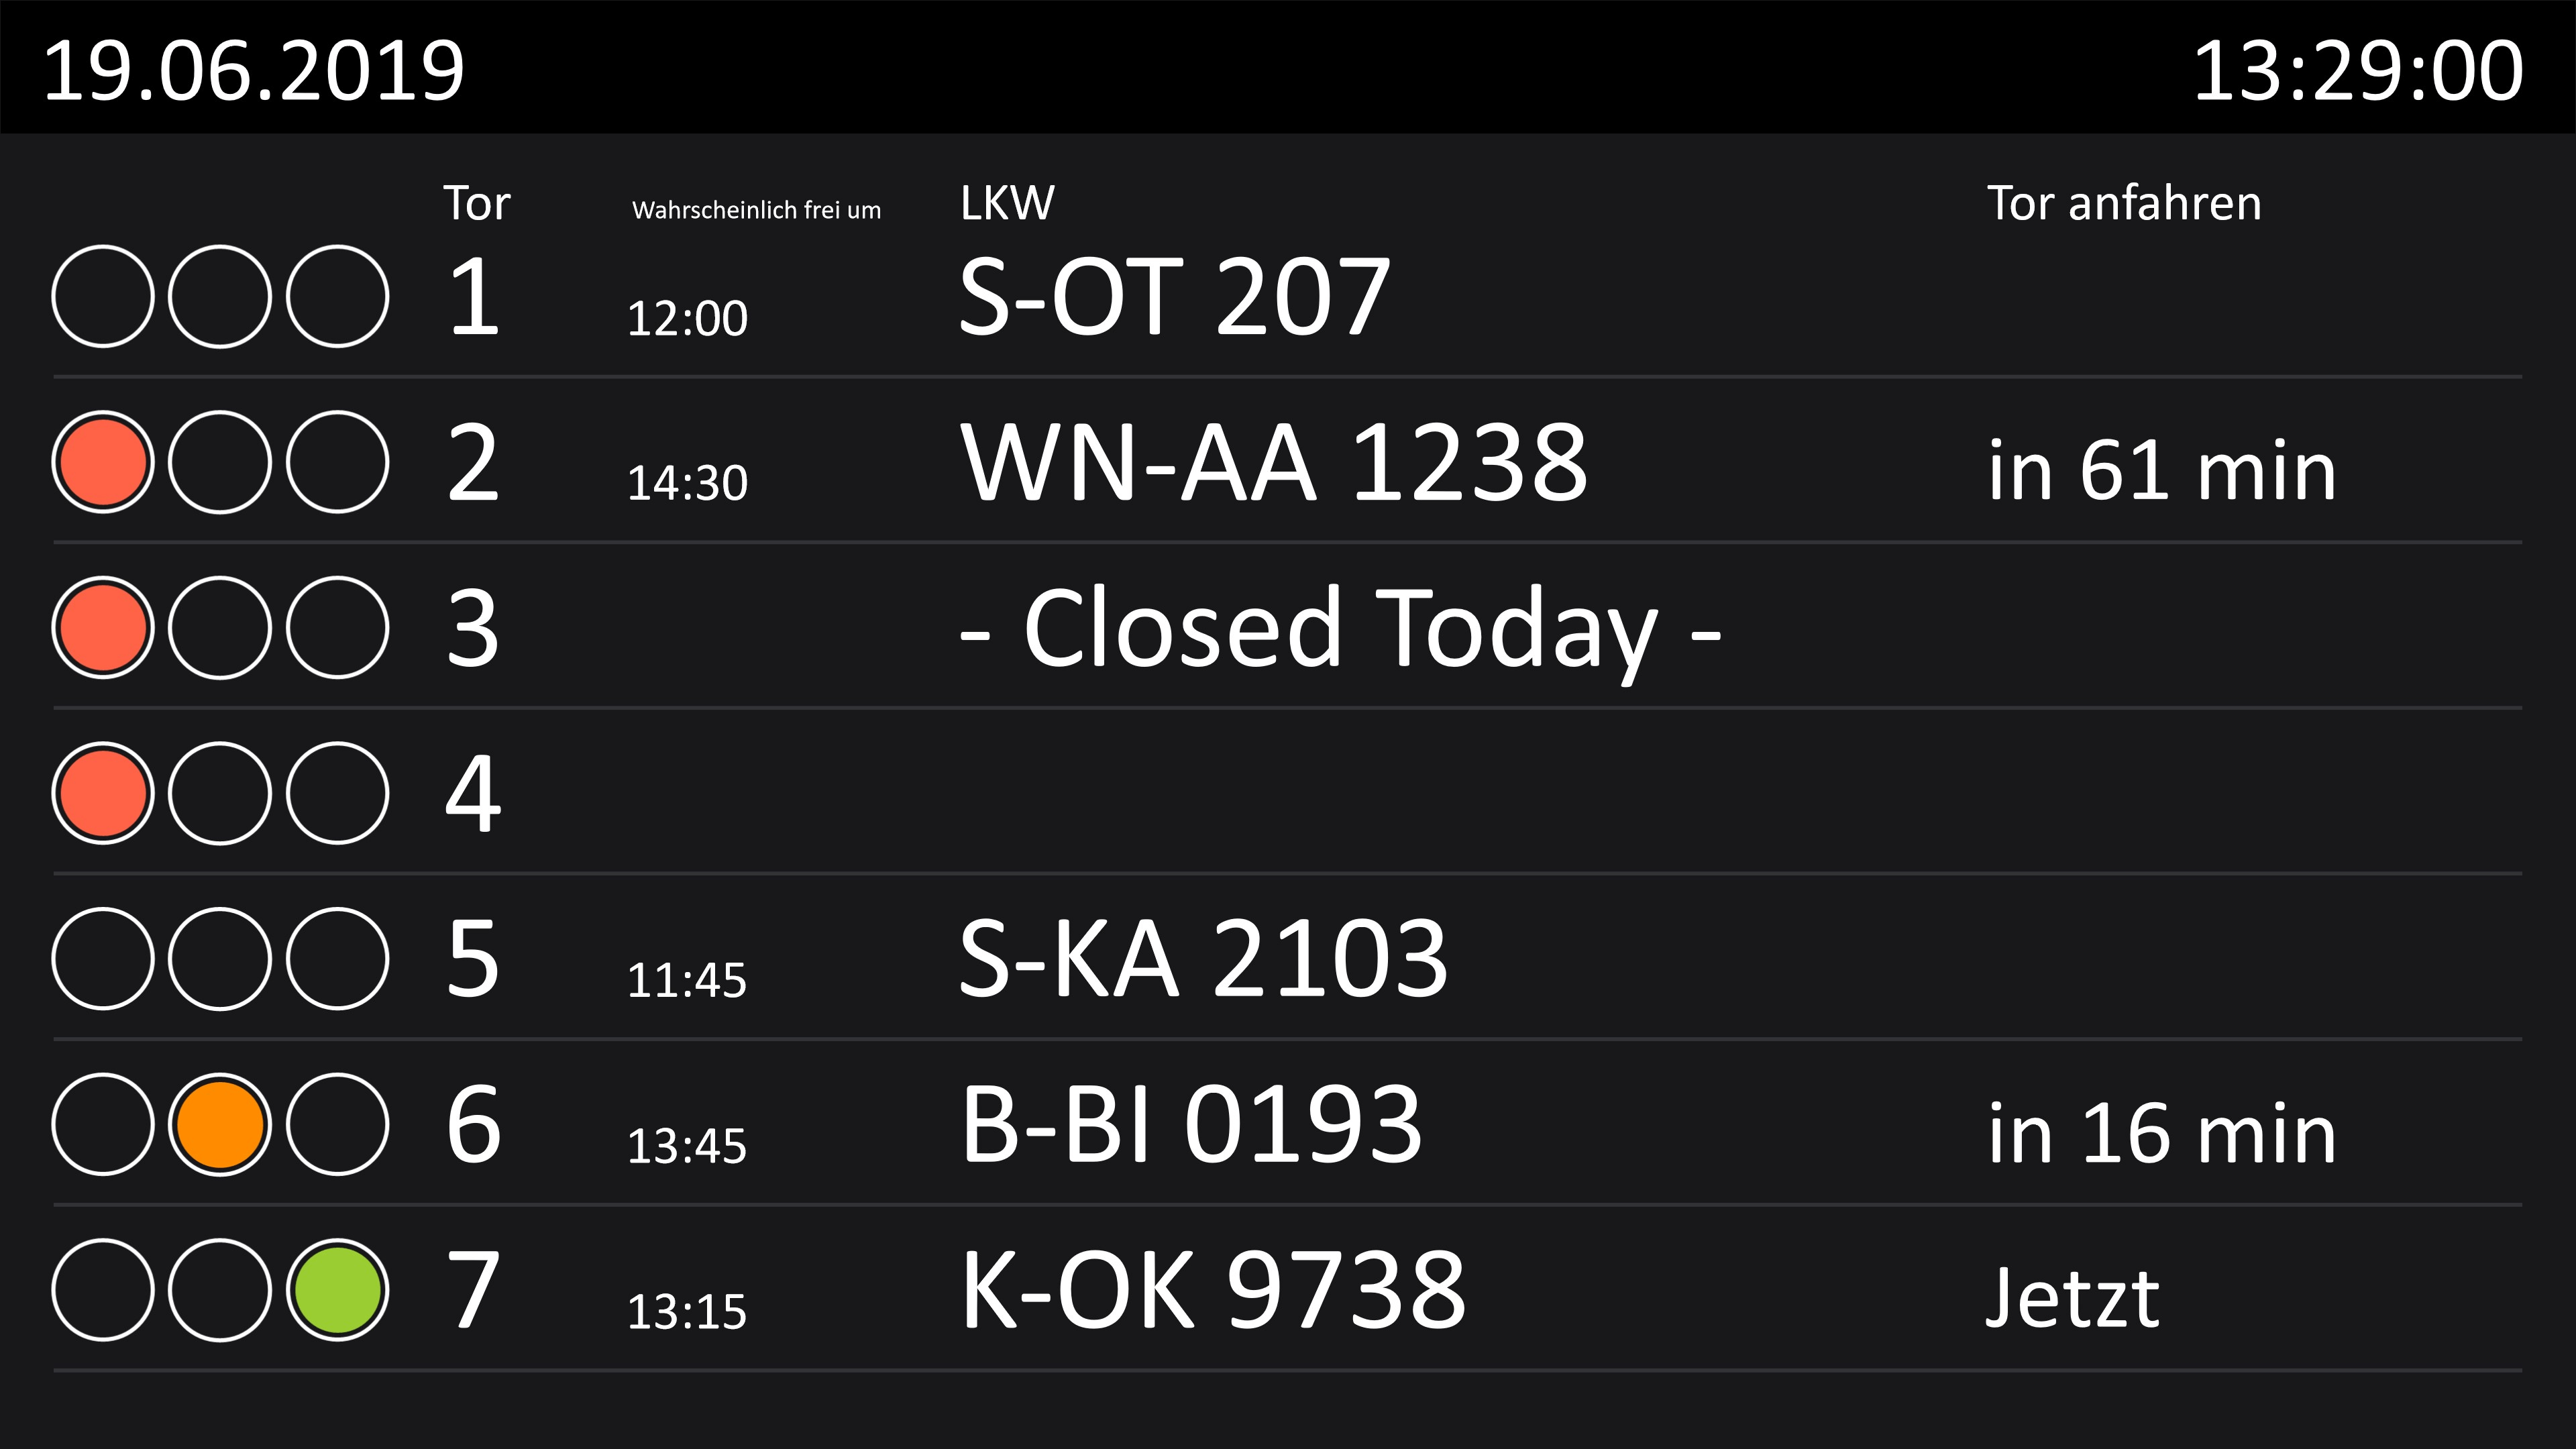 19.06.2019 13:29:00
Tor Wahrscheinlich frei um LKW Tor anfahren
1 12:00 S-OT 207
2 14:30 WN-AA 1238 in 61 min
3 - Closed Today -
4
5 11:45 S-KA 2103
6 13:45 B-BI 0193 in 16 min
7 13:15 K-OK 9738 Jetzt